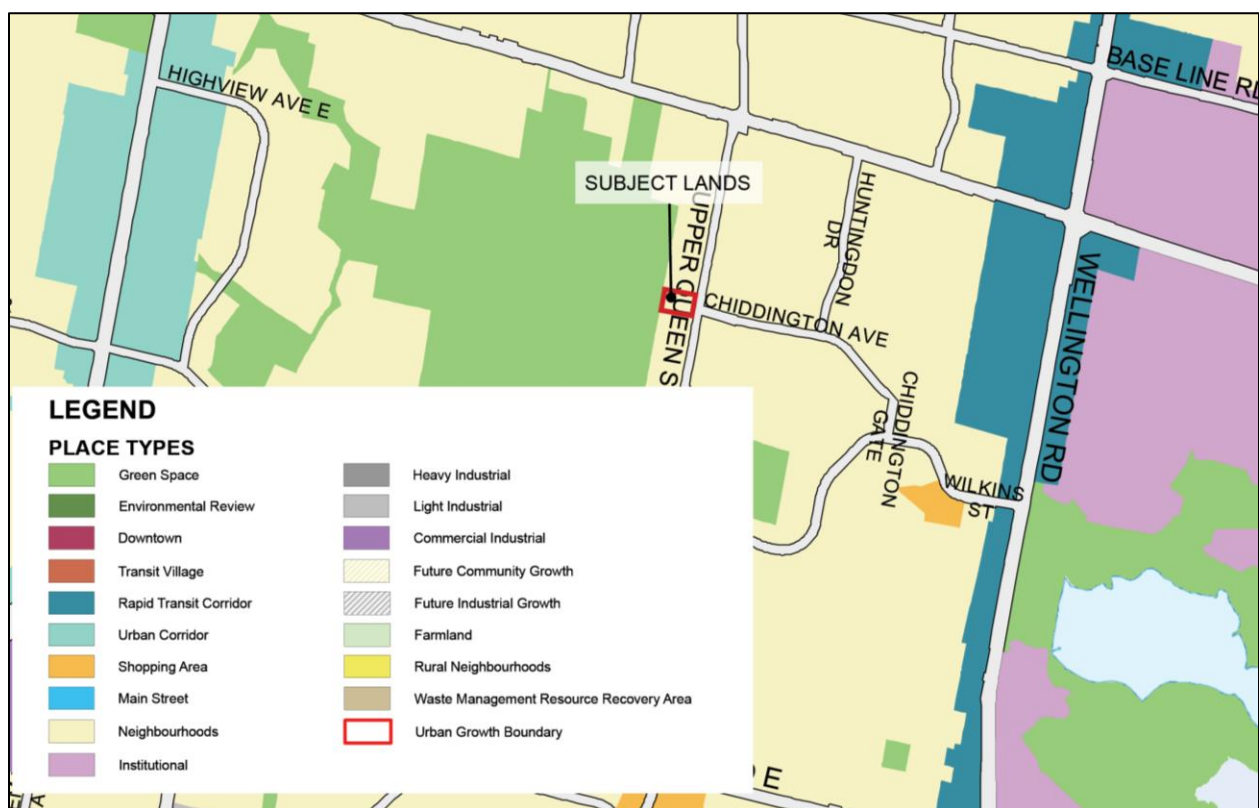 HIGHVIEW AVE E
BASE LINE RD
SUBJECT LANDS
UPPER QUEEN S
HUNTINGDON
DR
CHIDDINGTON AVE
WELLINGTON RD
CHIDDINGTON
GATE
WILKINS
ST
LEGEND
PLACE TYPES
Green Space
Environmental Review
Downtown
Transit Village
Rapid Transit Corridor
Urban Corridor
Shopping Area
Main Street
Neighbourhoods
Institutional
Heavy Industrial
Light Industrial
Commercial Industrial
Future Community Growth
Future Industrial Growth
Farmland
Rural Neighbourhoods
Waste Management Resource Recovery Area
Urban Growth Boundary
E